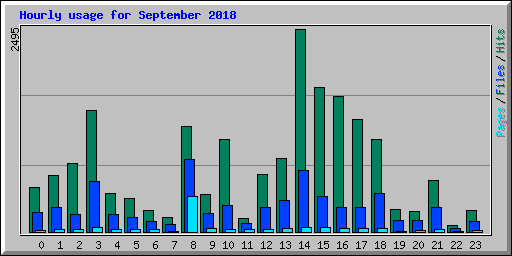 Hourly usage for September 2018
2495
Pages / Files / Hits
0 1 2 3 4 5 6 7 8 9 10 11 12 13 14 15 16 17 18 19 20 21 22 23